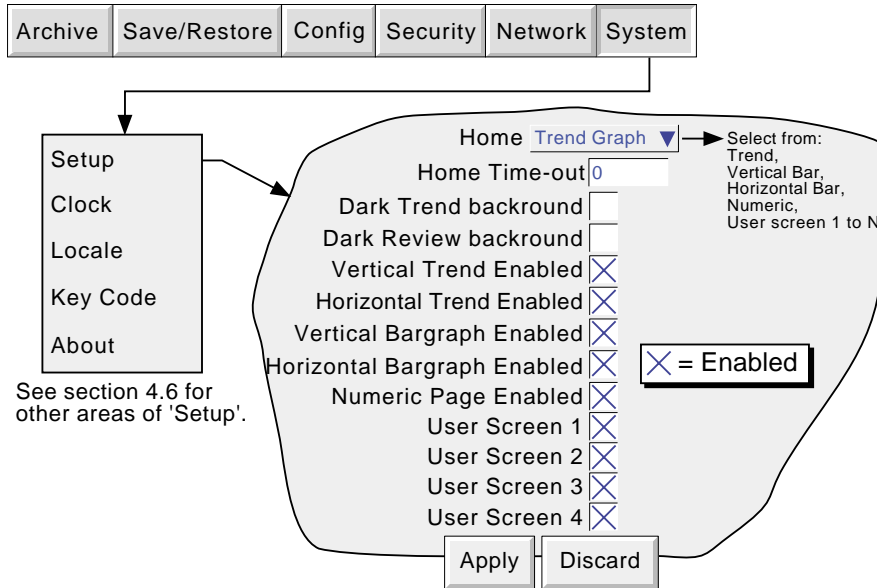 Archive Save/Restore Config Security Network System
Setup
Clock
Locale
Key Code
About
See section 4.6 for
other areas of 'Setup'.
Home Trend Graph
Select from:
Trend,
Vertical Bar,
Horizontal Bar,
Numeric,
User screen 1 to N
Home Time-out 0
Dark Trend backround
Dark Review backround
Vertical Trend Enabled
Horizontal Trend Enabled
Vertical Bargraph Enabled
Horizontal Bargraph Enabled
Numeric Page Enabled
User Screen 1
User Screen 2
User Screen 3
User Screen 4
= Enabled
Apply Discard